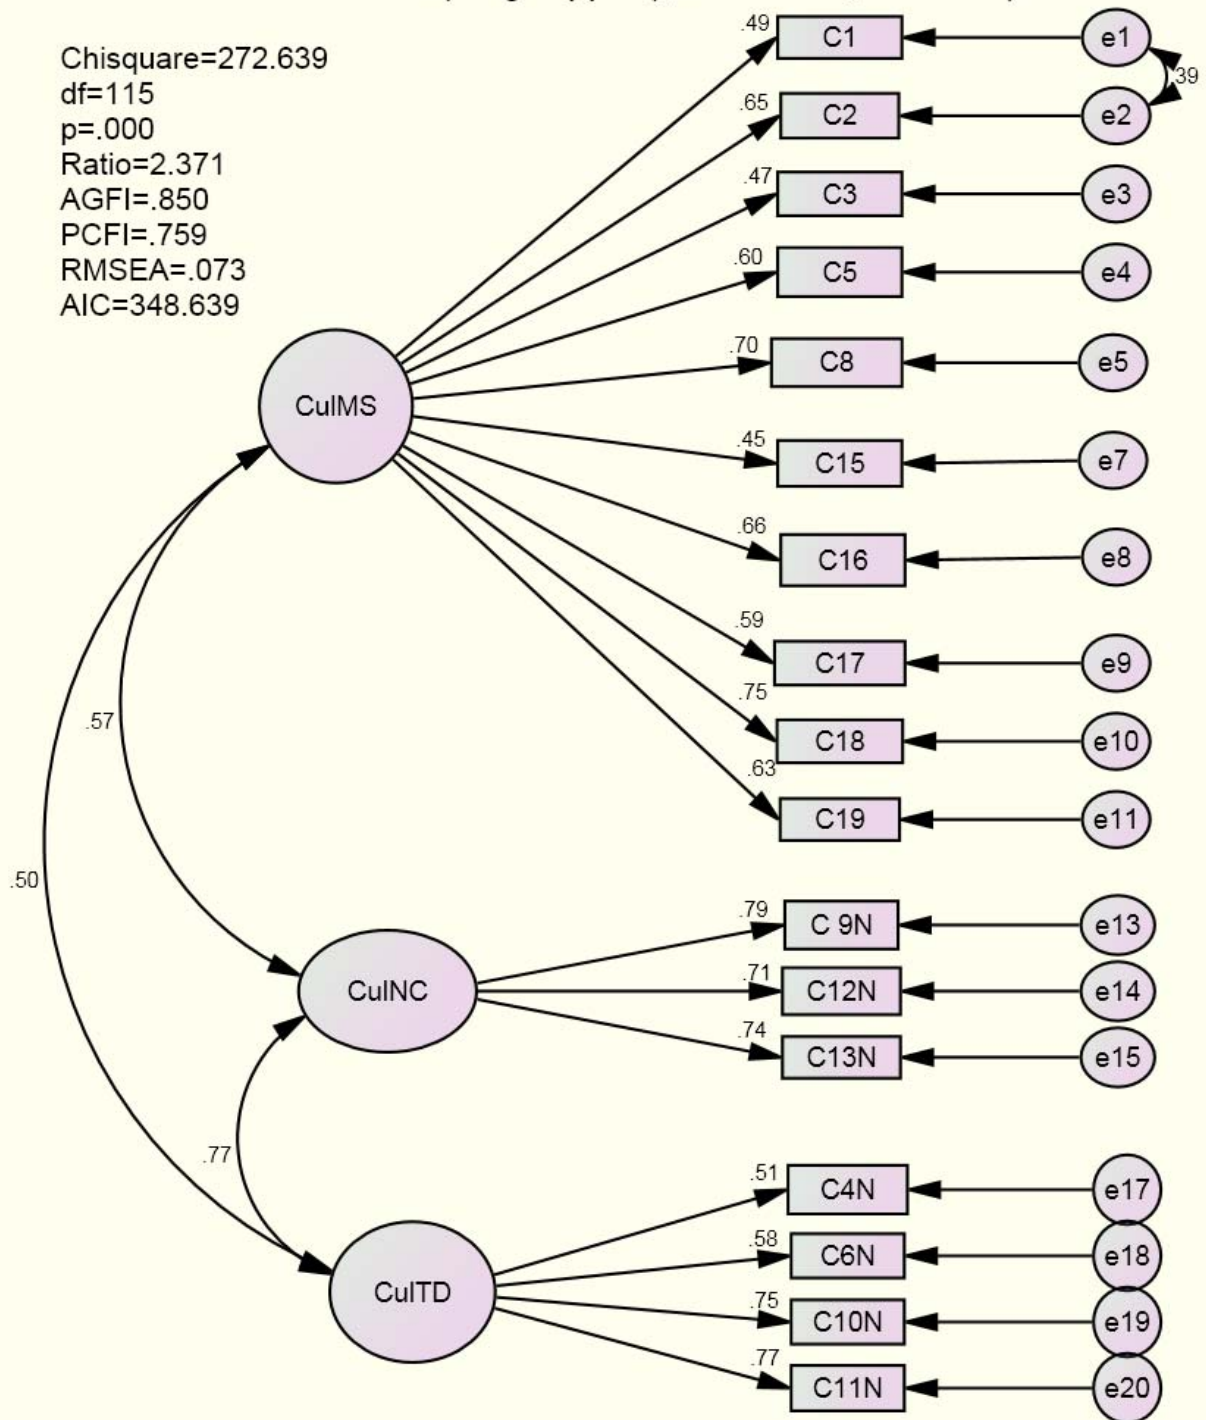 Chisquare=272.639
df=115
p=.000
Ratio=2.371
AGFI=.850
PCFI=.759
RMSEA=.073
AIC=348.639
.49 C1 e1
.39
.65 C2 e2
.47 C3 e3
.60 C5 e4
.70 C8 e5
CulMS
.45 C15 e7
.66 C16 e8
.59 C17 e9
.57
.75 C18 e10
.63 C19 e11
.50
.79 C 9N e13
CulNC
.71 C12N e14
.74 C13N e15
.77
.51 C4N e17
.58 C6N e18
CulTD
.75 C10N e19
.77 C11N e20